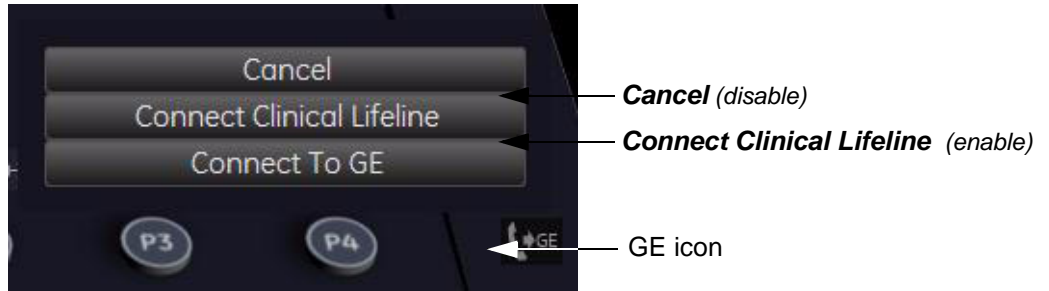 Cancel
Connect Clinical Lifeline
Connect To GE
P3
P4
GE
Cancel (disable)
Connect Clinical Lifeline (enable)
GE icon